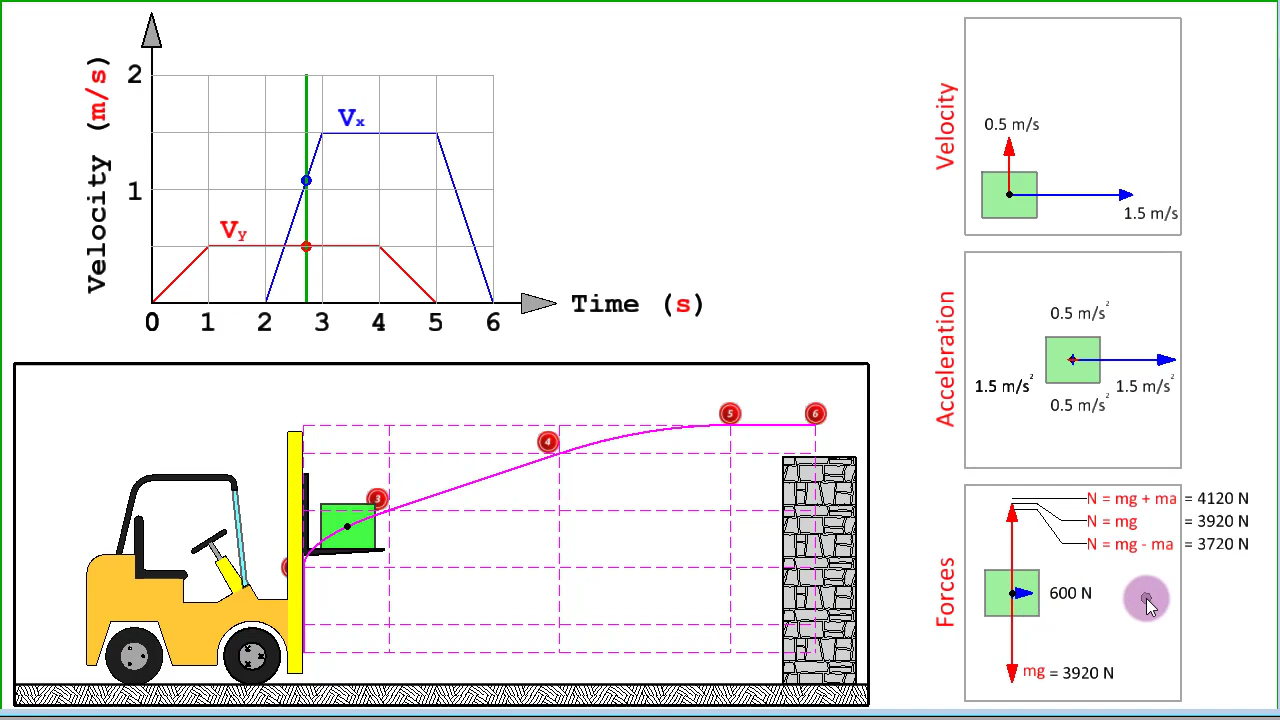 Velocity (m/s)
2
1
Vx
Vy
0 1 2 3 4 5 6
Time (s)
3
4
5
6
Velocity
0.5 m/s
1.5 m/s
Acceleration
0.5 m/s²
1.5 m/s²
1.5 m/s²
0.5 m/s²
Forces
N = mg + ma = 4120 N
N = mg = 3920 N
N = mg - ma = 3720 N
600 N
mg = 3920 N